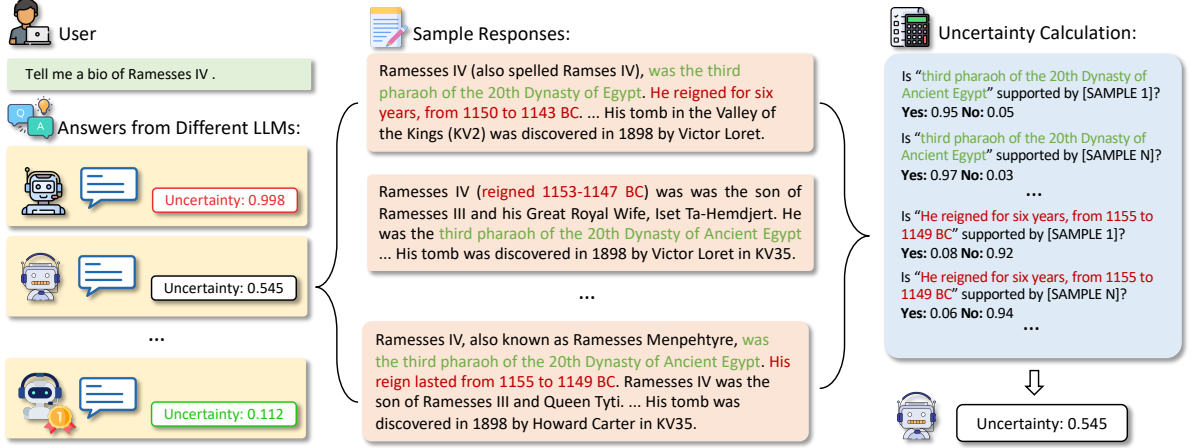 User
Tell me a bio of Ramesses IV .
Q
A
Answers from Different LLMs:
Uncertainty: 0.998
Uncertainty: 0.545
...
1
Uncertainty: 0.112
Sample Responses:
Ramesses IV (also spelled Ramses IV), was the third
pharaoh of the 20th Dynasty of Egypt. He reigned for six
years, from 1150 to 1143 BC. ... His tomb in the Valley of
the Kings (KV2) was discovered in 1898 by Victor Loret.
Ramesses IV (reigned 1153-1147 BC) was was the son of
Ramesses III and his Great Royal Wife, Iset Ta-Hemdjert. He
was the third pharaoh of the 20th Dynasty of Ancient Egypt
... His tomb was discovered in 1898 by Victor Loret in KV35.
...
Ramesses IV, also known as Ramesses Menpehtyre, was
the third pharaoh of the 20th Dynasty of Ancient Egypt. His
reign lasted from 1155 to 1149 BC. Ramesses IV was the
son of Ramesses III and Queen Tyti. ... His tomb was
discovered in 1898 by Howard Carter in KV35.
Uncertainty Calculation:
Is “third pharaoh of the 20th Dynasty of
Ancient Egypt” supported by [SAMPLE 1]?
Yes: 0.95 No: 0.05
Is “third pharaoh of the 20th Dynasty of
Ancient Egypt” supported by [SAMPLE N]?
Yes: 0.97 No: 0.03
...
Is “He reigned for six years, from 1155 to
1149 BC” supported by [SAMPLE 1]?
Yes: 0.08 No: 0.92
Is “He reigned for six years, from 1155 to
1149 BC” supported by [SAMPLE N]?
Yes: 0.06 No: 0.94
...
Uncertainty: 0.545